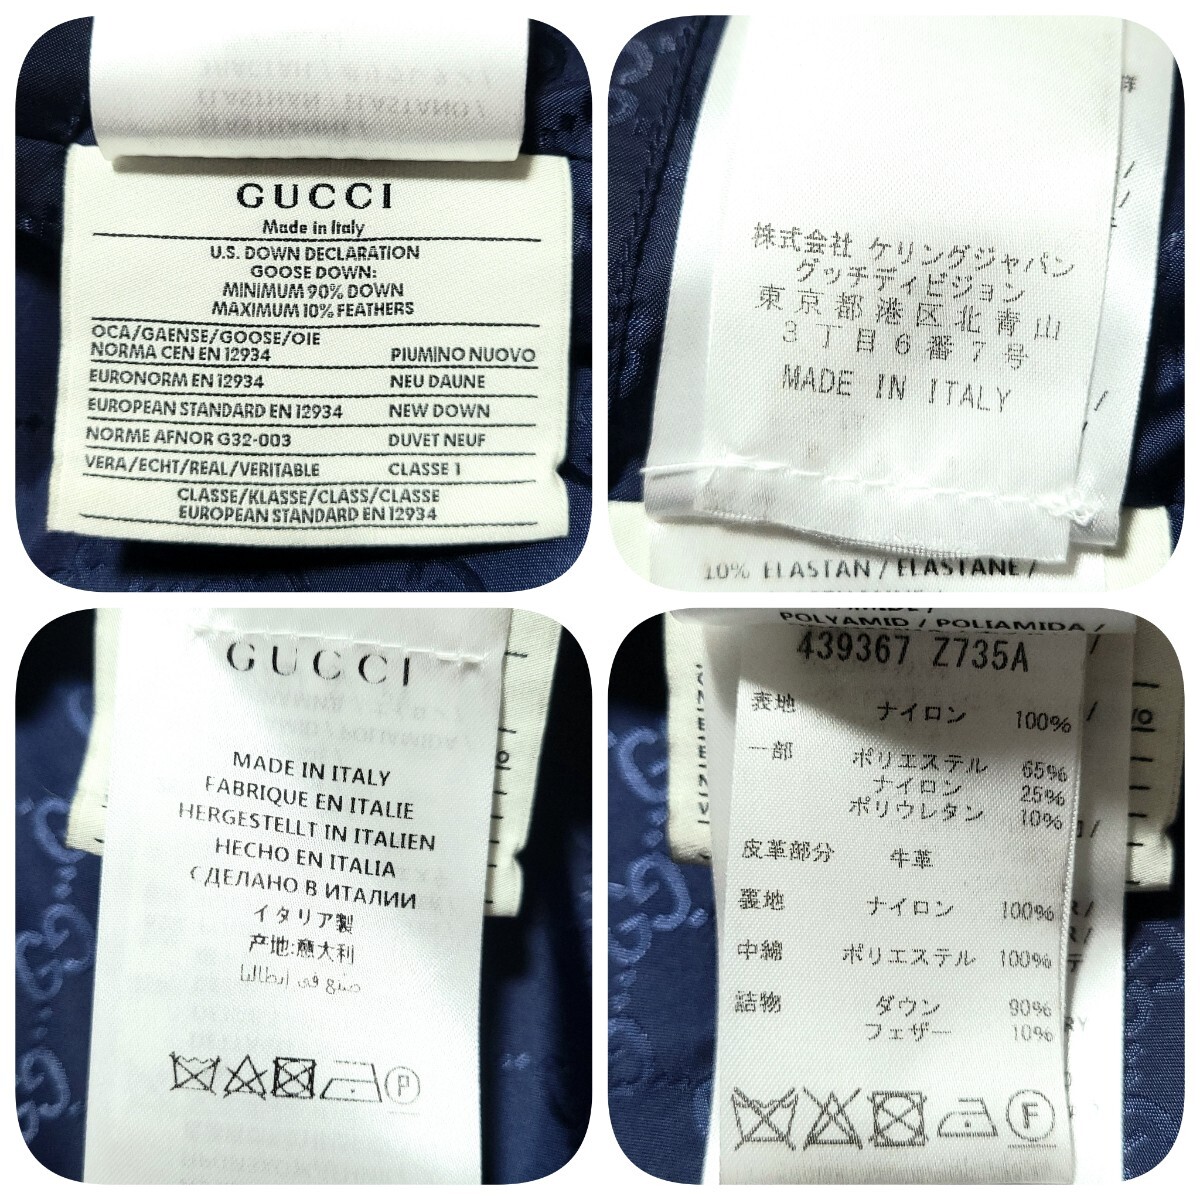 ELASTHAN / ELASTANO /
ELASTHANNE /
GUCCI
Made in Italy
U.S. DOWN DECLARATION
GOOSE DOWN:
MINIMUM 90% DOWN
MAXIMUM 10% FEATHERS
OCA/GAENSE/GOOSE/OIE
NORMA CEN EN 12934 PIUMINO NUOVO
EURONORM EN 12934 NEU DAUNE
EUROPEAN STANDARD EN 12934 NEW DOWN
NORME AFNOR G32-003 DUVET NEUF
VERA/ECHT/REAL/VERITABLE CLASSE 1
CLASSE/KLASSE/CLASS/CLASSE
EUROPEAN STANDARD EN 12934
株式会社 ケリングジャパン
グッチディビジョン
東京都港区北青山
3丁目6番7号
MADE IN ITALY
10% ELASTAN / ELASTANE /
GUCCI
MADE IN ITALY
FABRIQUE EN ITALIE
HERGESTELLT IN ITALIEN
HECHO EN ITALIA
СДЕЛАНО В ИТАЛИИ
イタリア製
产地:意大利
صنع في ايطاليا
P
POLYAMID / POLIAMIDA /
439367 Z735A
表地 ナイロン 100%
一部 ポリエステル 65%
ナイロン 25%
ポリウレタン 10%
皮革部分 牛革
裏地 ナイロン 100%
中綿 ポリエステル 100%
詰物 ダウン 90%
フェザー 10%
F